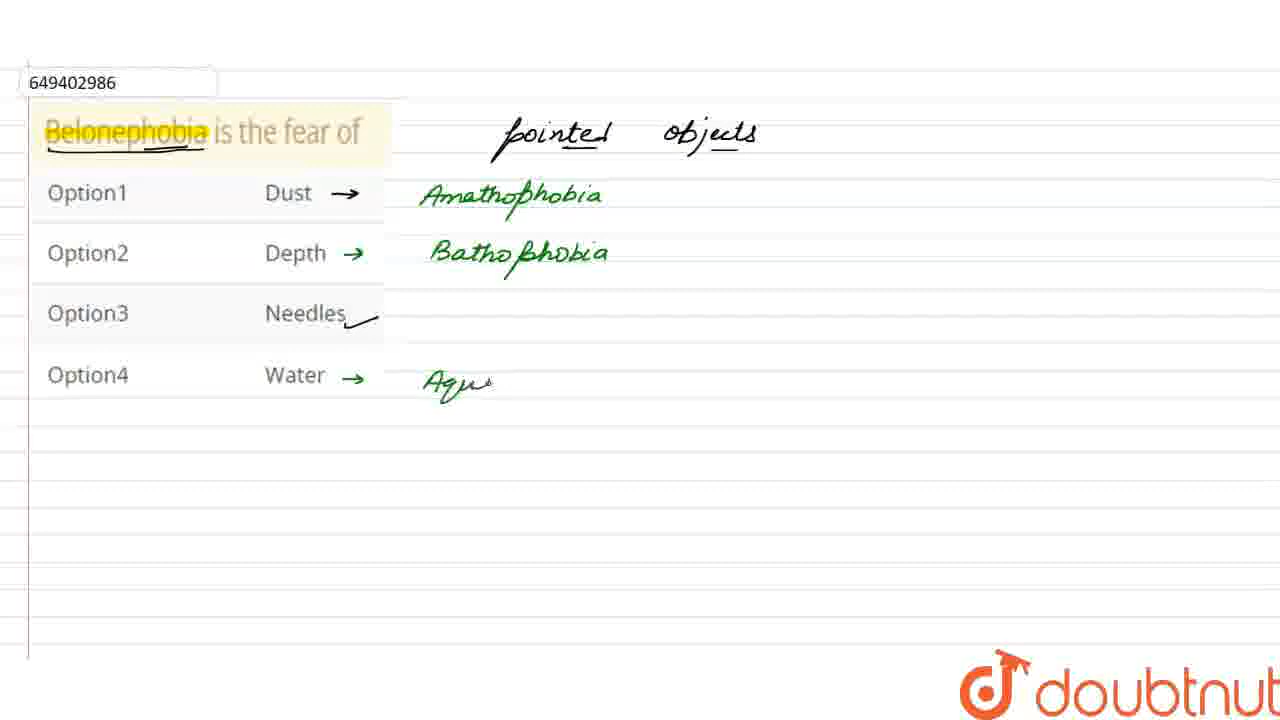 649402986
Belonephobia is the fear of pointed objects
Option1 Dust → Amathophobia
Option2 Depth → Bathophobia
Option3 Needles ✓
Option4 Water → Aqu
doubtnut